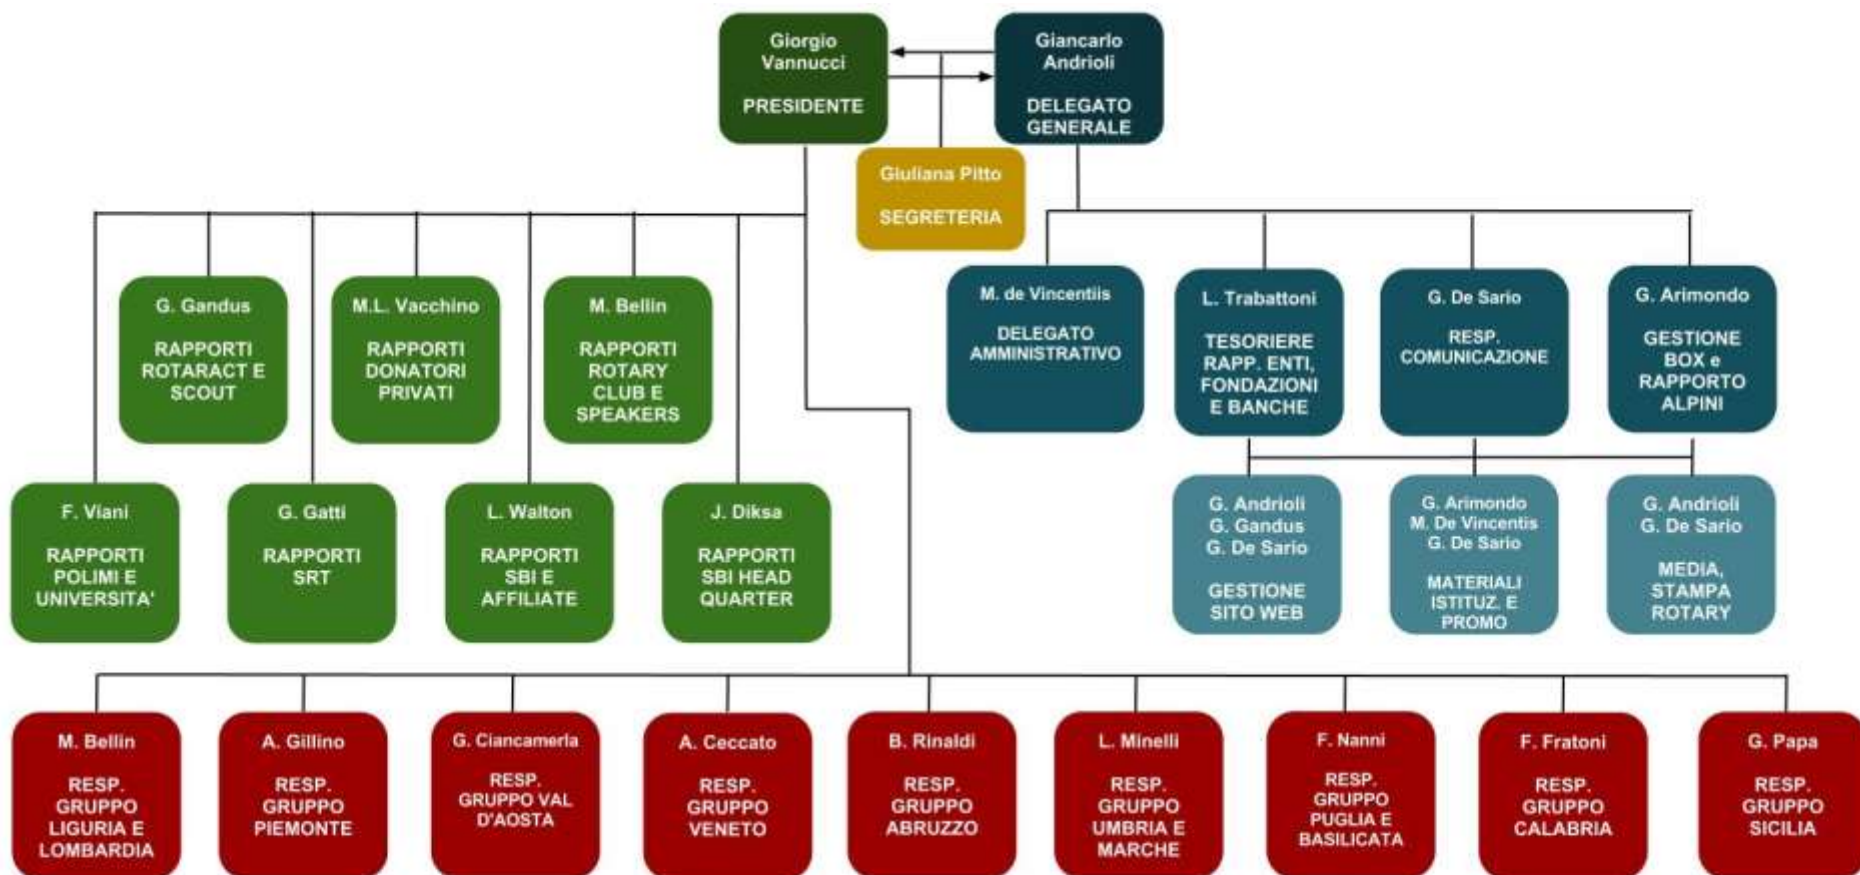 Giorgio
Vannucci
PRESIDENTE
Giancarlo
Andrioli
DELEGATO
GENERALE
Giuliana Pitto
SEGRETERIA
G. Gandus
RAPPORTI
ROTARACT E
SCOUT
M.L. Vacchino
RAPPORTI
DONATORI
PRIVATI
M. Bellin
RAPPORTI
ROTARY
CLUB E
SPEAKERS
M. de Vincentiis
DELEGATO
AMMINISTRATIVO
L. Trabattoni
TESORIERE
RAPP. ENTI,
FONDAZIONI
E BANCHE
G. De Sario
RESP.
COMUNICAZIONE
G. Arimondo
GESTIONE
BOX e
RAPPORTO
ALPINI
F. Viani
RAPPORTI
POLIMI E
UNIVERSITA'
G. Gatti
RAPPORTI
SRT
L. Walton
RAPPORTI
SBI E
AFFILIATE
J. Diksa
RAPPORTI
SBI HEAD
QUARTER
G. Andrioli
G. Gandus
G. De Sario
GESTIONE
SITO WEB
G. Arimondo
M. De Vincentis
G. De Sario
MATERIALI
ISTITUZ. E
PROMO
G. Andrioli
G. De Sario
MEDIA,
STAMPA
ROTARY
M. Bellin
RESP.
GRUPPO
LIGURIA E
LOMBARDIA
A. Gillino
RESP.
GRUPPO
PIEMONTE
G. Ciancamerla
RESP.
GRUPPO VAL
D'AOSTA
A. Ceccato
RESP.
GRUPPO
VENETO
B. Rinaldi
RESP.
GRUPPO
ABRUZZO
L. Minelli
RESP.
GRUPPO
UMBRIA E
MARCHE
F. Nanni
RESP.
GRUPPO
PUGLIA E
BASILICATA
F. Fratoni
RESP.
GRUPPO
CALABRIA
G. Papa
RESP.
GRUPPO
SICILIA